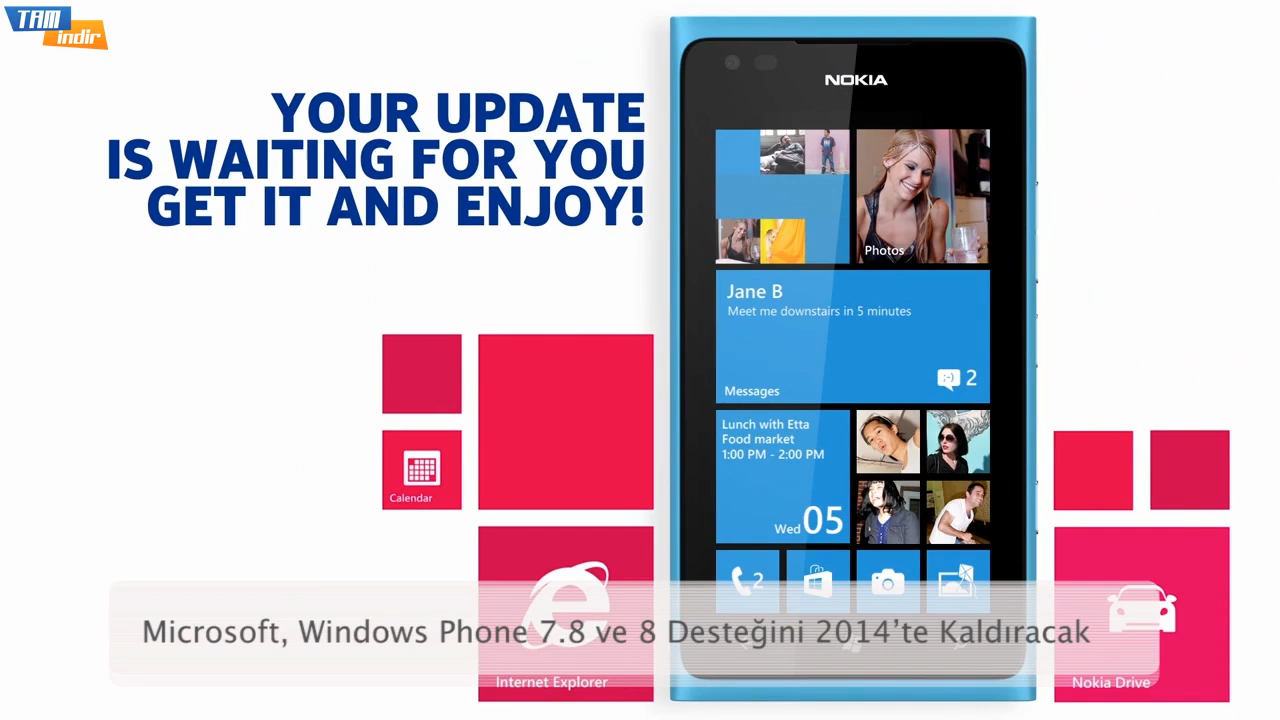 TAM
indir
YOUR UPDATE
IS WAITING FOR YOU
GET IT AND ENJOY!
NOKIA
Photos
Jane B
Meet me downstairs in 5 minutes
2
Messages
Lunch with Etta
Food market
1:00 PM - 2:00 PM
Wed 05
2
Calendar
Microsoft, Windows Phone 7.8 ve 8 Desteğini 2014’te Kaldıracak
Internet Explorer
Nokia Drive